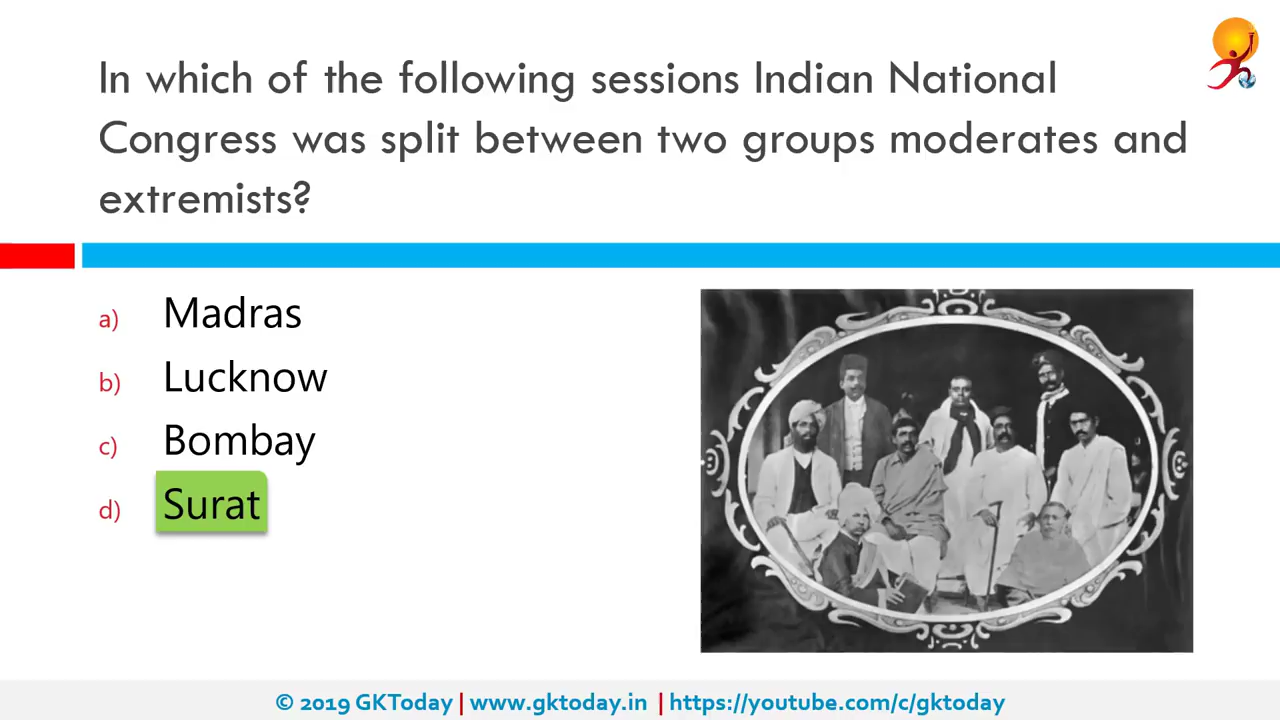 In which of the following sessions Indian National
Congress was split between two groups moderates and
extremists?
a) Madras
b) Lucknow
c) Bombay
d) Surat
© 2019 GKToday | www.gktoday.in | https://youtube.com/c/gktoday